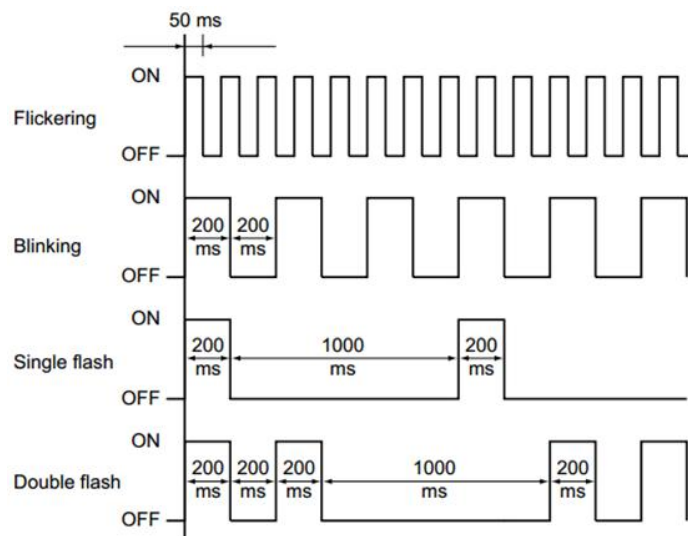 50 ms
ON
Flickering
OFF
ON
200 200
Blinking
ms ms
OFF
ON
200 1000 200
Single flash
ms ms ms
OFF
ON
200 200 200 1000 200
Double flash
ms ms ms ms ms
OFF